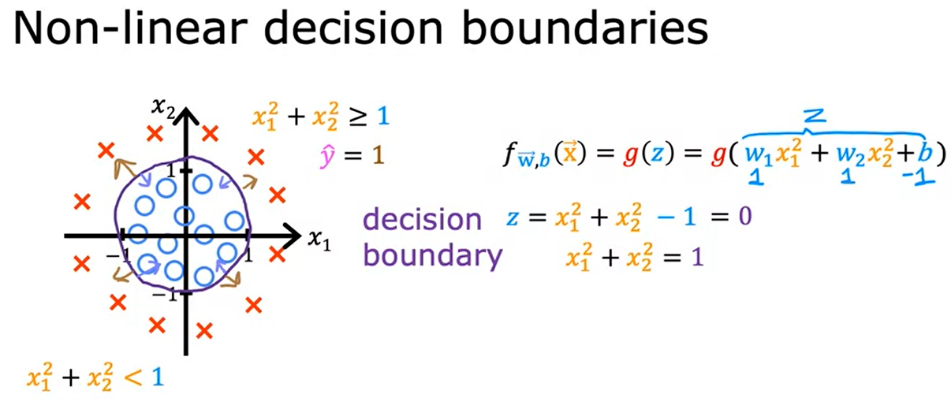 Non-linear decision boundaries
x₂
x₁² + x₂² ≥ 1
ŷ = 1
z
f_{w⃗,b}(x⃗) = g(z) = g(w₁x₁² + w₂x₂² + b)
1 1 -1
1
-1 1
x₁
-1
decision boundary
z = x₁² + x₂² − 1 = 0
x₁² + x₂² = 1
x₁² + x₂² < 1